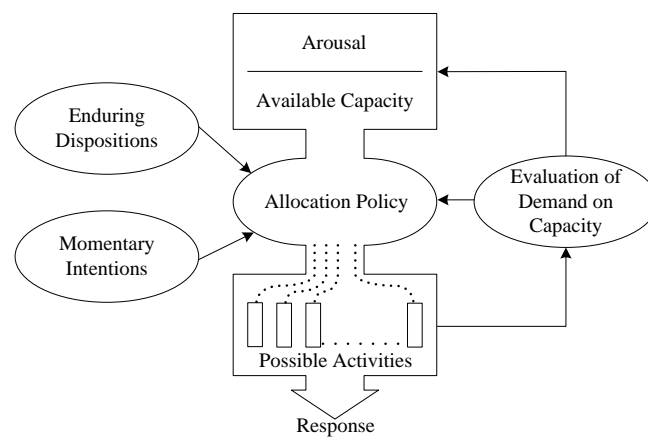 Arousal
Available Capacity
Enduring
Dispositions
Allocation Policy
Evaluation of
Demand on
Capacity
Momentary
Intentions
Possible Activities
Response